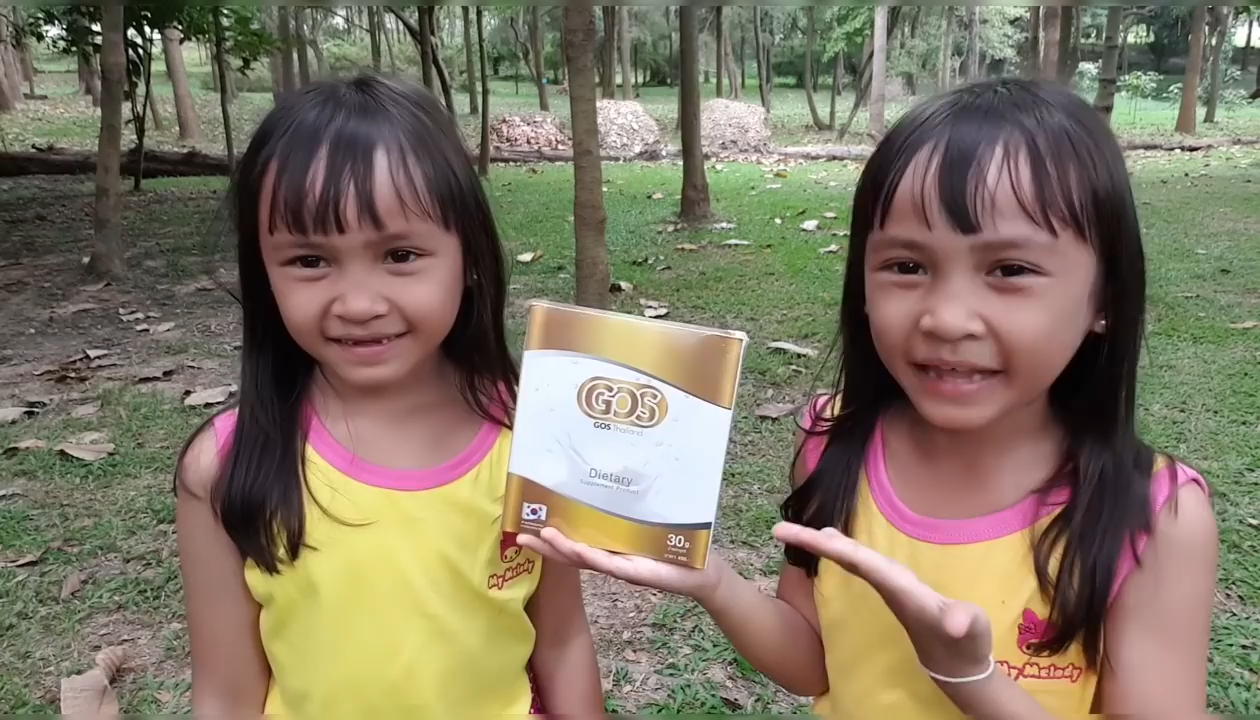 GOS
GOS Thailand
Dietary
Supplement Product
30g.
My Melody
My Melody